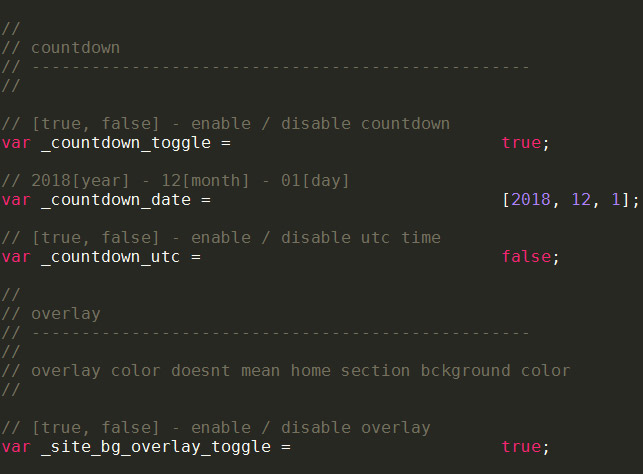 //
// countdown
// --------------------------------------------------
//
// [true, false] - enable / disable countdown
var _countdown_toggle = true;
// 2018[year] - 12[month] - 01[day]
var _countdown_date = [2018, 12, 1];
// [true, false] - enable / disable utc time
var _countdown_utc = false;
//
// overlay
// --------------------------------------------------
//
// overlay color doesnt mean home section bckground color
//
// [true, false] - enable / disable overlay
var _site_bg_overlay_toggle = true;